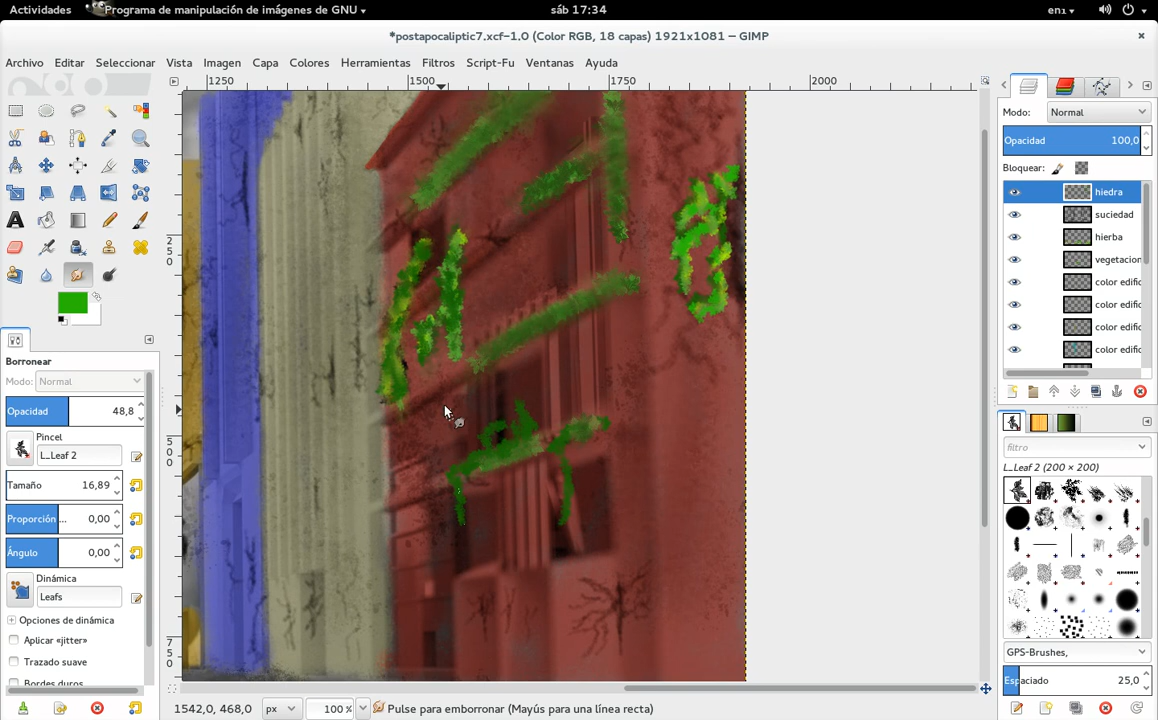 Actividades
Programa de manipulación de imágenes de GNU
sáb 17:34
en1
*postapocaliptic7.xcf-1.0 (Color RGB, 18 capas) 1921x1081 – GIMP
Archivo Editar Seleccionar Vista Imagen Capa Colores Herramientas Filtros Script-Fu Ventanas Ayuda
1250 1500 1750 2000
250
500
750
Borronear
Modo: Normal
Opacidad 48,8
Pincel
L_Leaf 2
Tamaño 16,89
Proporción ... 0,00
Ángulo 0,00
Dinámica
Leafs
Opciones de dinámica
Aplicar «jitter»
Trazado suave
Bordes duros
1542,0, 468,0
px
100 %
Pulse para emborronar (Mayús para una línea recta)
Modo: Normal
Opacidad 100,0
Bloquear:
hiedra
suciedad
hierba
vegetacion
color edific
color edific
color edific
color edific
filtro
L_Leaf 2 (200 × 200)
GPS-Brushes,
Espaciado 25,0